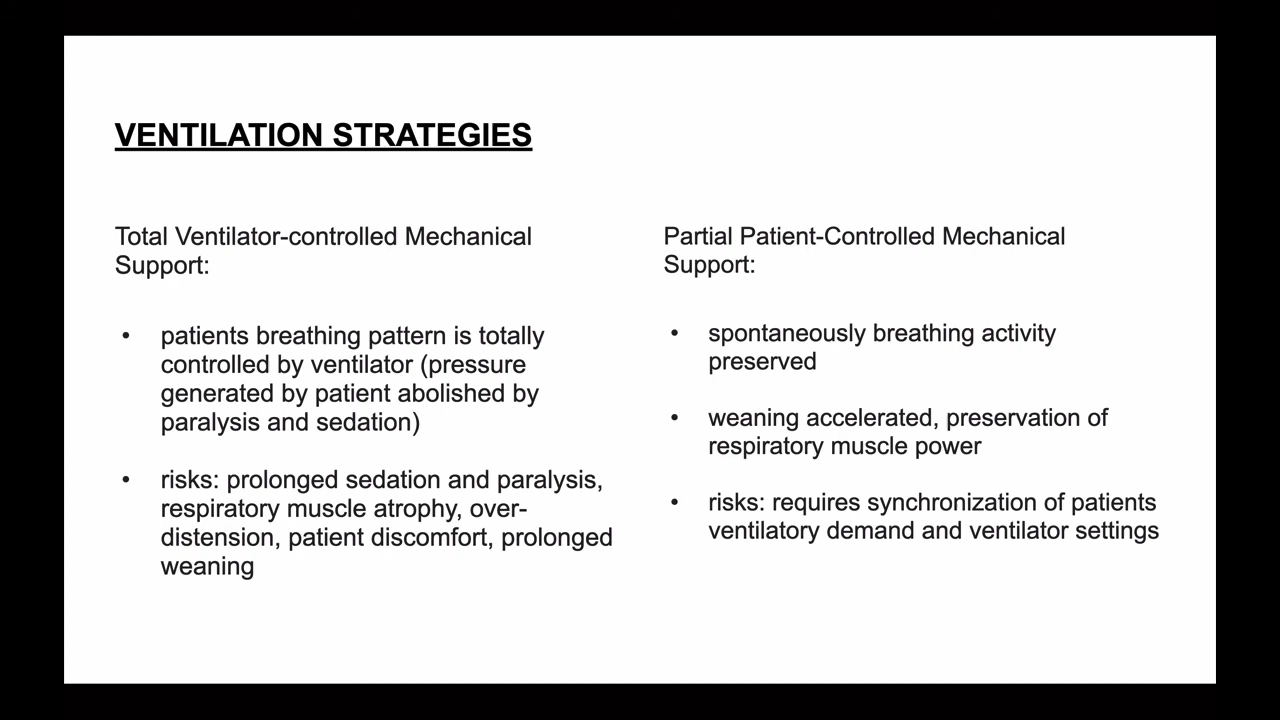 VENTILATION STRATEGIES
Total Ventilator-controlled Mechanical
Support:
• patients breathing pattern is totally
controlled by ventilator (pressure
generated by patient abolished by
paralysis and sedation)
• risks: prolonged sedation and paralysis,
respiratory muscle atrophy, over-
distension, patient discomfort, prolonged
weaning
Partial Patient-Controlled Mechanical
Support:
• spontaneously breathing activity
preserved
• weaning accelerated, preservation of
respiratory muscle power
• risks: requires synchronization of patients
ventilatory demand and ventilator settings